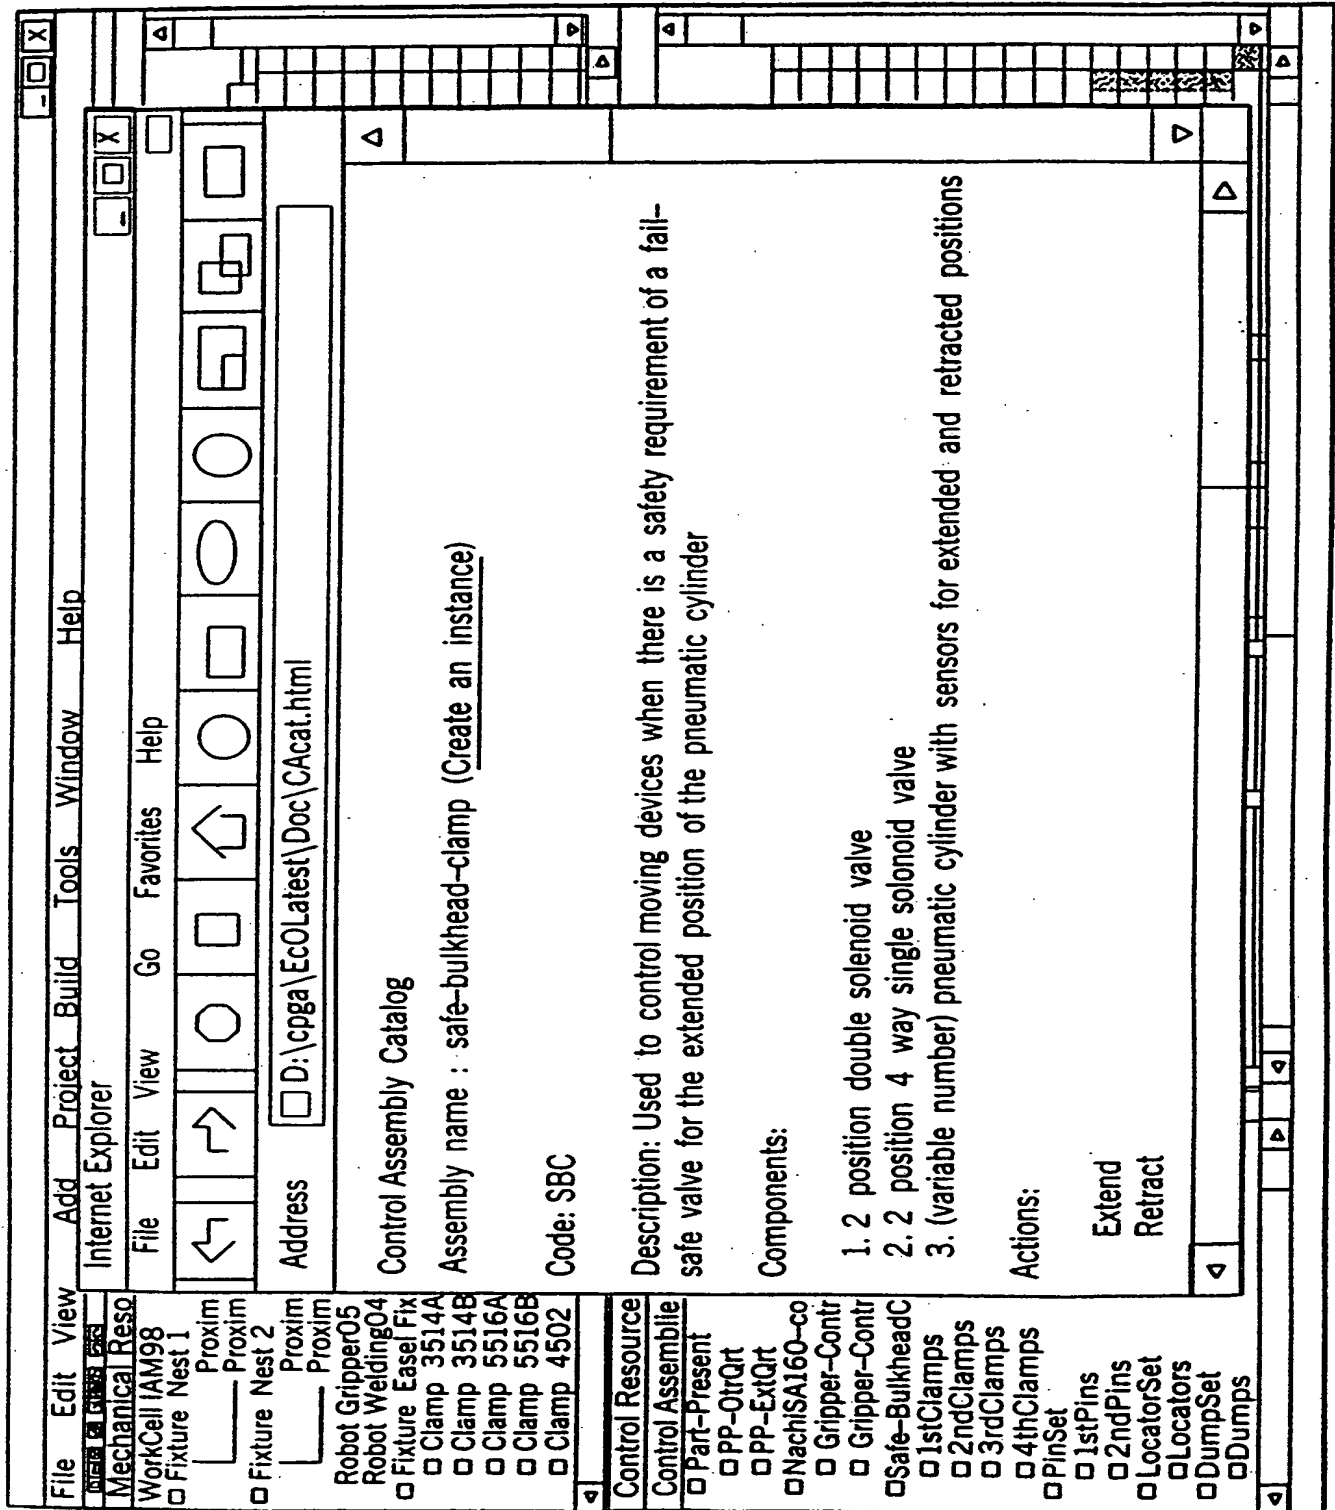 File Edit View Add Project Build Tools Window Help
Mechanical Reso
WorkCell IAM98
Fixture Nest 1
Proxim
Proxim
Fixture Nest 2
Proxim
Proxim
Robot Gripper05
Robot Welding04
Fixture Easel Fix
Clamp 3514A
Clamp 3514B
Clamp 5516A
Clamp 5516B
Clamp 4502
Control Resource
Control Assemblie
Part-Present
PP-OtrQrt
PP-ExtQrt
NachiSA160-co
Gripper-Contr
Gripper-Contr
Safe-BulkheadC
1stClamps
2ndClamps
3rdClamps
4thClamps
PinSet
1stPins
2ndPins
LocatorSet
Locators
DumpSet
Dumps
Internet Explorer
File Edit View Go Favorites Help
Address D:\cpga\EcOLatest\Doc\CAcat.html
Control Assembly Catalog
Assembly name : safe-bulkhead-clamp (Create an instance)
Code: SBC
Description: Used to control moving devices when there is a safety requirement of a fail-
safe valve for the extended position of the pneumatic cylinder
Components:
1. 2 position double solenoid valve
2. 2 position 4 way single solonoid valve
3. (variable number) pneumatic cylinder with sensors for extended and retracted positions
Actions:
Extend
Retract